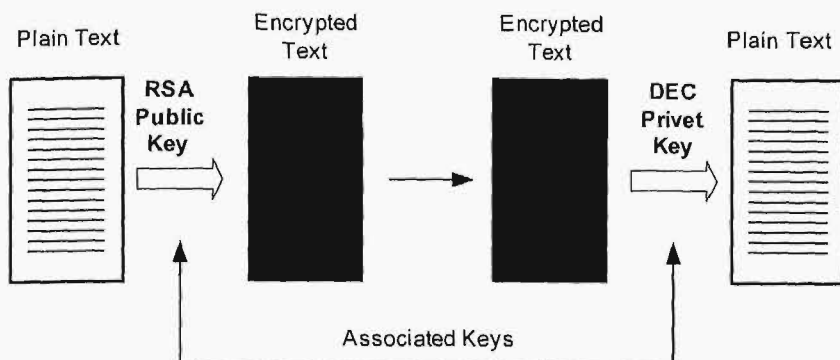 Plain Text
Encrypted
Text
Encrypted
Text
Plain Text
RSA
Public
Key
DEC
Privet
Key
Associated Keys